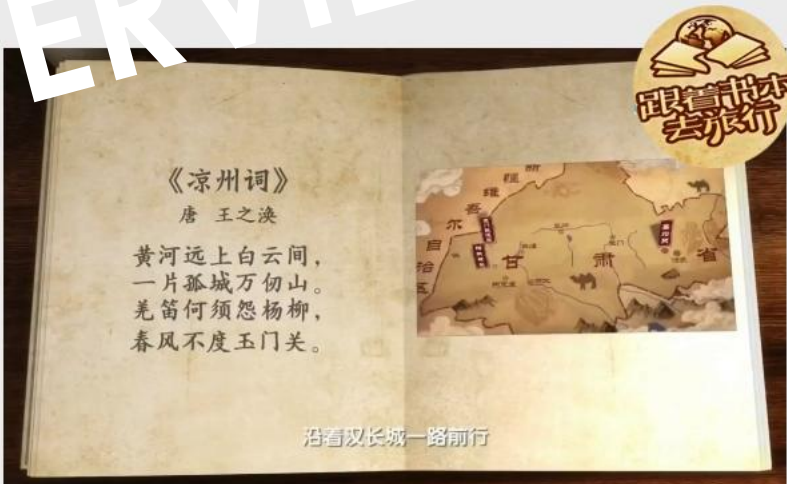 ERVIE
跟着书本
去旅行
《凉州词》
唐 王之涣
黄河远上白云间，
一片孤城万仞山。
羌笛何须怨杨柳，
春风不度玉门关。
新
疆
维
吾
尔
自
治
区
甘 肃 省
沿着汉长城一路前行